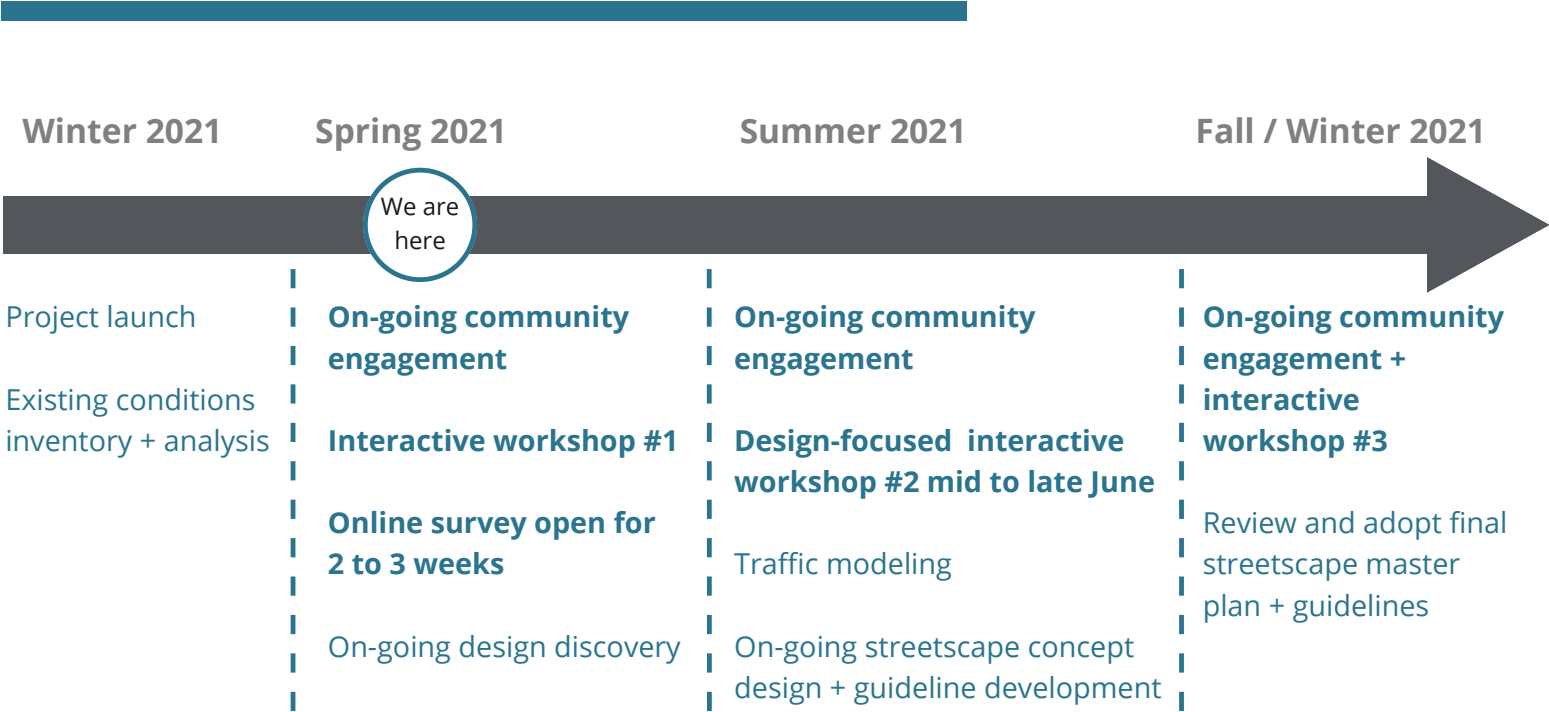 Winter 2021
Spring 2021
Summer 2021
Fall / Winter 2021
We are
here
Project launch
Existing conditions
inventory + analysis
On-going community
engagement
Interactive workshop #1
Online survey open for
2 to 3 weeks
On-going design discovery
On-going community
engagement
Design-focused  interactive
workshop #2 mid to late June
Traffic modeling
On-going streetscape concept
design + guideline development
On-going community
engagement +
interactive
workshop #3
Review and adopt final
streetscape master
plan + guidelines